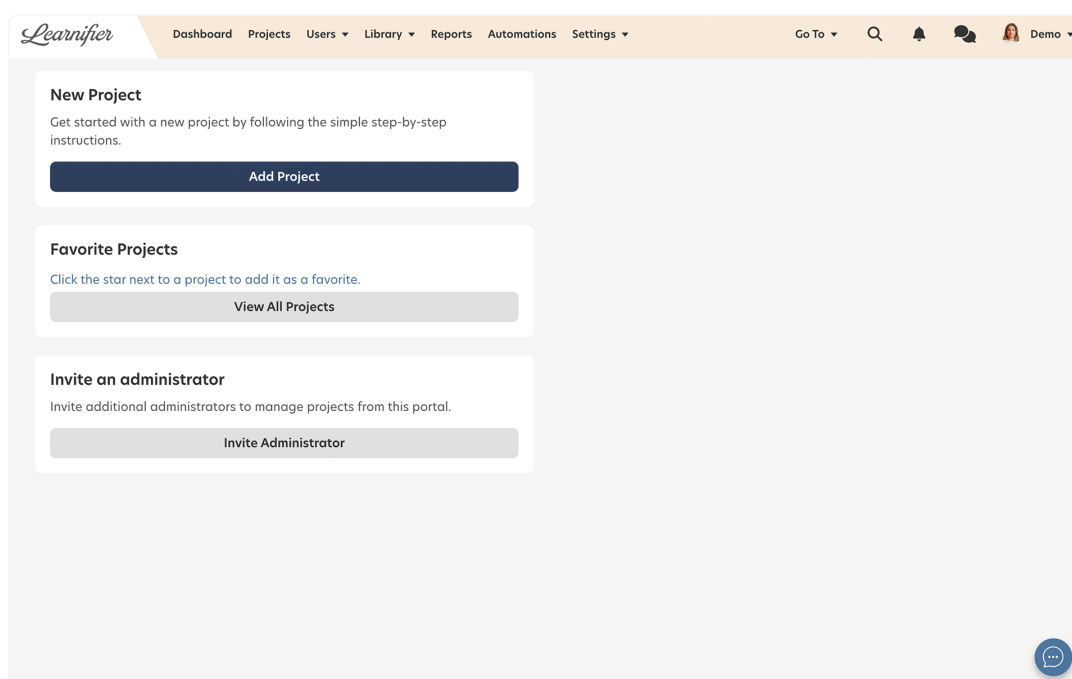 Learnifier
Dashboard Projects Users Library Reports Automations Settings Go To Demo
New Project
Get started with a new project by following the simple step-by-step
instructions.
Add Project
Favorite Projects
Click the star next to a project to add it as a favorite.
View All Projects
Invite an administrator
Invite additional administrators to manage projects from this portal.
Invite Administrator